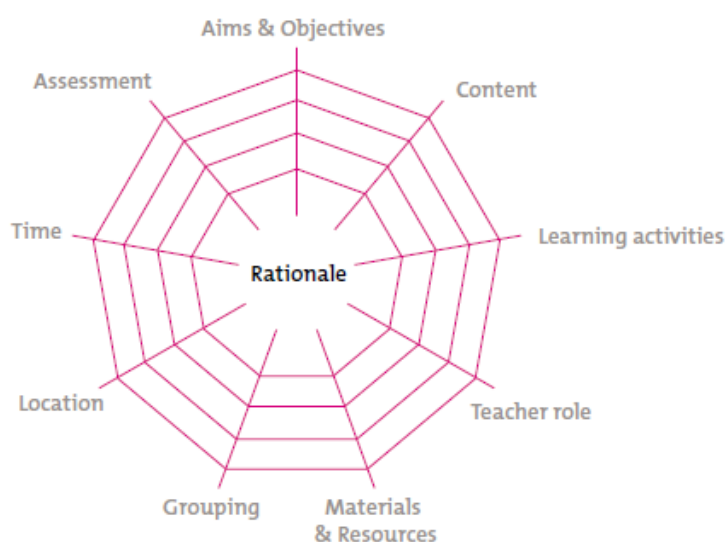 Aims & Objectives
Assessment
Content
Time
Learning activities
Rationale
Location
Teacher role
Grouping
Materials
& Resources